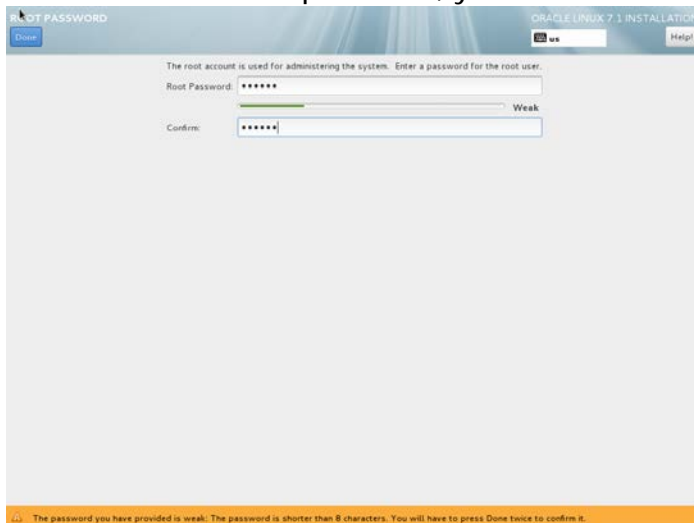 ROOT PASSWORD
ORACLE LINUX 7.1 INSTALLATION
Done
us
Help!
The root account is used for administering the system. Enter a password for the root user.
Root Password: ••••••
Weak
Confirm: ••••••
The password you have provided is weak: The password is shorter than 8 characters. You will have to press Done twice to confirm it.